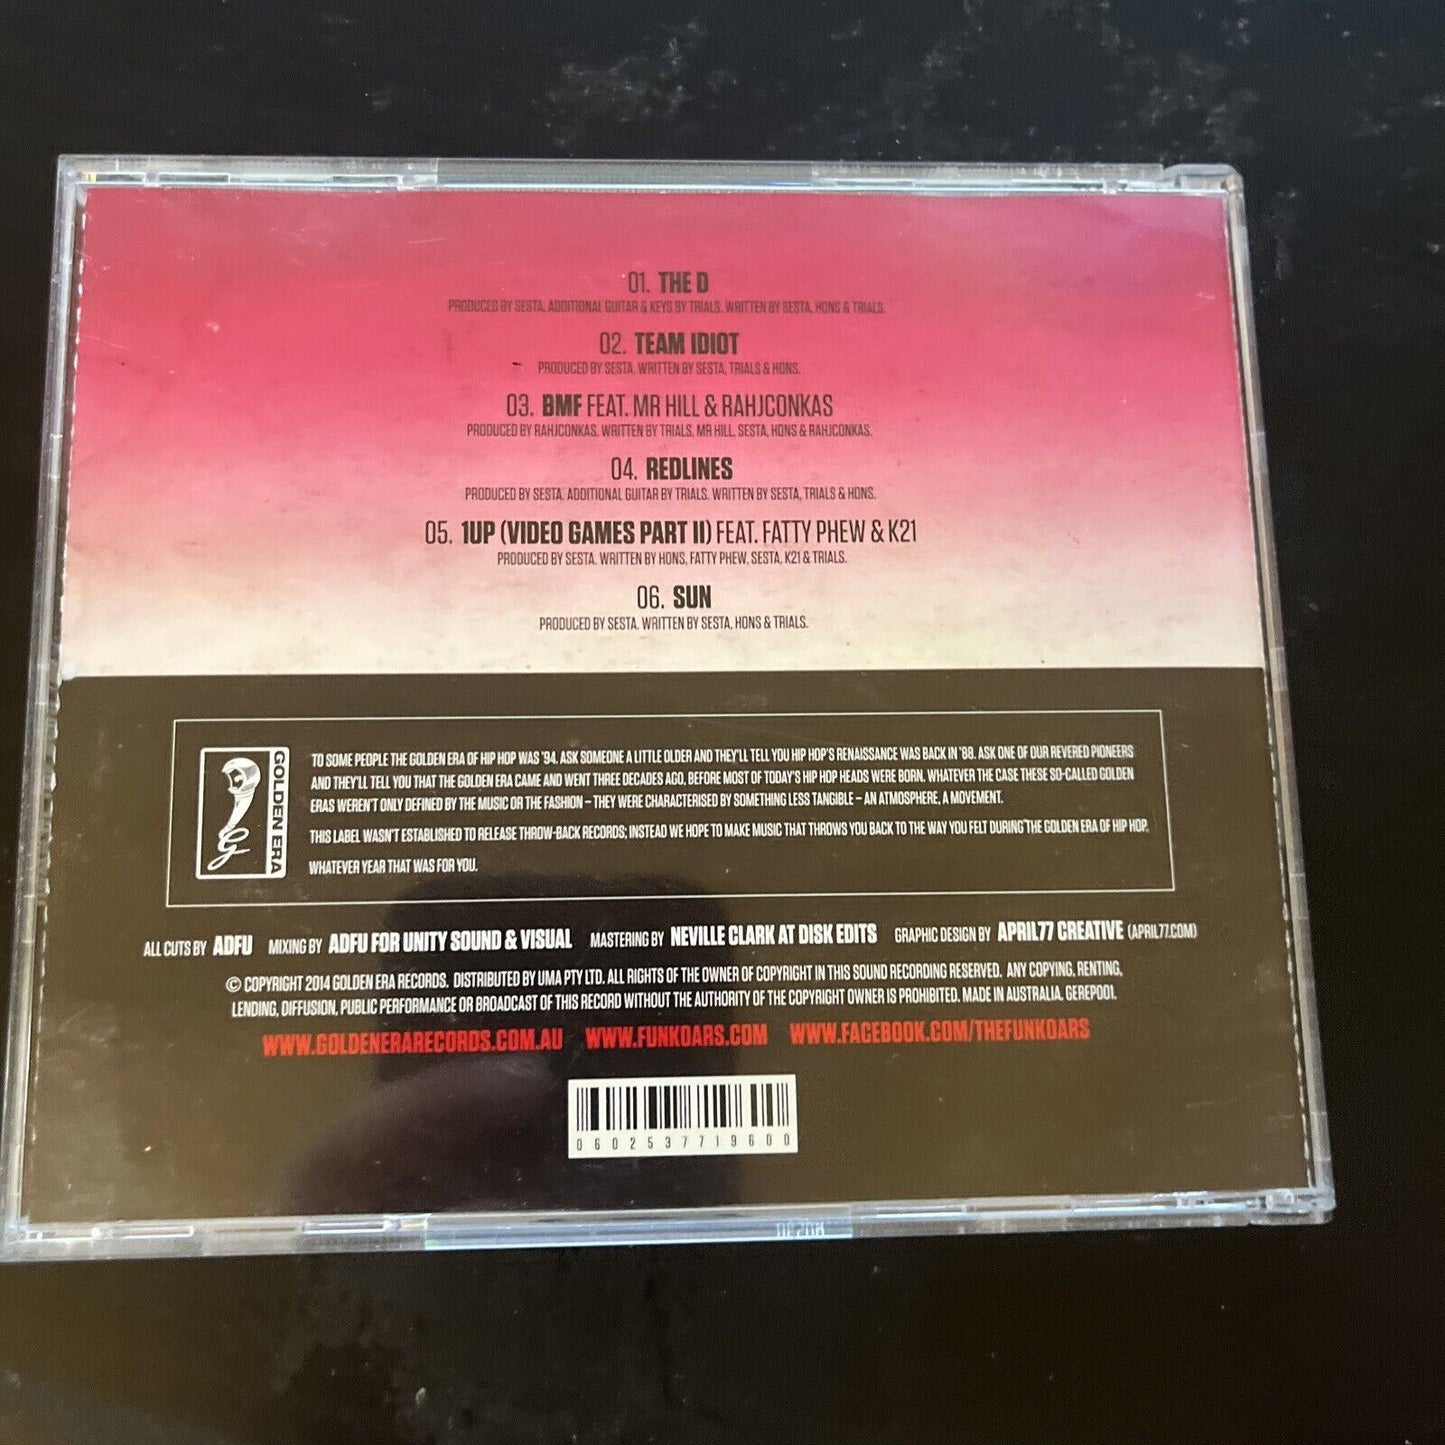 01. THE D
PRODUCED BY SESTA. ADDITIONAL GUITAR & KEYS BY TRIALS. WRITTEN BY SESTA, HONS & TRIALS.
02. TEAM IDIOT
PRODUCED BY SESTA. WRITTEN BY SESTA, TRIALS & HONS.
03. BMF FEAT. MR HILL & RAHJCONKAS
PRODUCED BY RAHJCONKAS. WRITTEN BY TRIALS, MR HILL, SESTA, HONS & RAHJCONKAS.
04. REDLINES
PRODUCED BY SESTA. ADDITIONAL GUITAR BY TRIALS. WRITTEN BY SESTA, TRIALS & HONS.
05. 1UP (VIDEO GAMES PART II) FEAT. FATTY PHEW & K21
PRODUCED BY SESTA. WRITTEN BY HONS, FATTY PHEW, SESTA, K21 & TRIALS.
06. SUN
PRODUCED BY SESTA. WRITTEN BY SESTA, HONS & TRIALS.
GOLDEN ERA
TO SOME PEOPLE THE GOLDEN ERA OF HIP HOP WAS '94. ASK SOMEONE A LITTLE OLDER AND THEY'LL TELL YOU HIP HOP'S RENAISSANCE WAS BACK IN '88. ASK ONE OF OUR REVERED PIONEERS
AND THEY'LL TELL YOU THAT THE GOLDEN ERA CAME AND WENT THREE DECADES AGO, BEFORE MOST OF TODAY'S HIP HOP HEADS WERE BORN. WHATEVER THE CASE THESE SO-CALLED GOLDEN
ERAS WEREN'T ONLY DEFINED BY THE MUSIC OR THE FASHION – THEY WERE CHARACTERISED BY SOMETHING LESS TANGIBLE – AN ATMOSPHERE, A MOVEMENT.
THIS LABEL WASN'T ESTABLISHED TO RELEASE THROW-BACK RECORDS; INSTEAD WE HOPE TO MAKE MUSIC THAT THROWS YOU BACK TO THE WAY YOU FELT DURING THE GOLDEN ERA OF HIP HOP.
WHATEVER YEAR THAT WAS FOR YOU.
ALL CUTS BY ADFU MIXING BY ADFU FOR UNITY SOUND & VISUAL MASTERING BY NEVILLE CLARK AT DISK EDITS GRAPHIC DESIGN BY APRIL77 CREATIVE (APRIL77.COM)
© COPYRIGHT 2014 GOLDEN ERA RECORDS. DISTRIBUTED BY UMA PTY LTD. ALL RIGHTS OF THE OWNER OF COPYRIGHT IN THIS SOUND RECORDING RESERVED. ANY COPYING, RENTING,
LENDING, DIFFUSION, PUBLIC PERFORMANCE OR BROADCAST OF THIS RECORD WITHOUT THE AUTHORITY OF THE COPYRIGHT OWNER IS PROHIBITED. MADE IN AUSTRALIA. GEREP001.
WWW.GOLDENERARECORDS.COM.AU WWW.FUNKOARS.COM WWW.FACEBOOK.COM/THEFUNKOARS
0602537719600